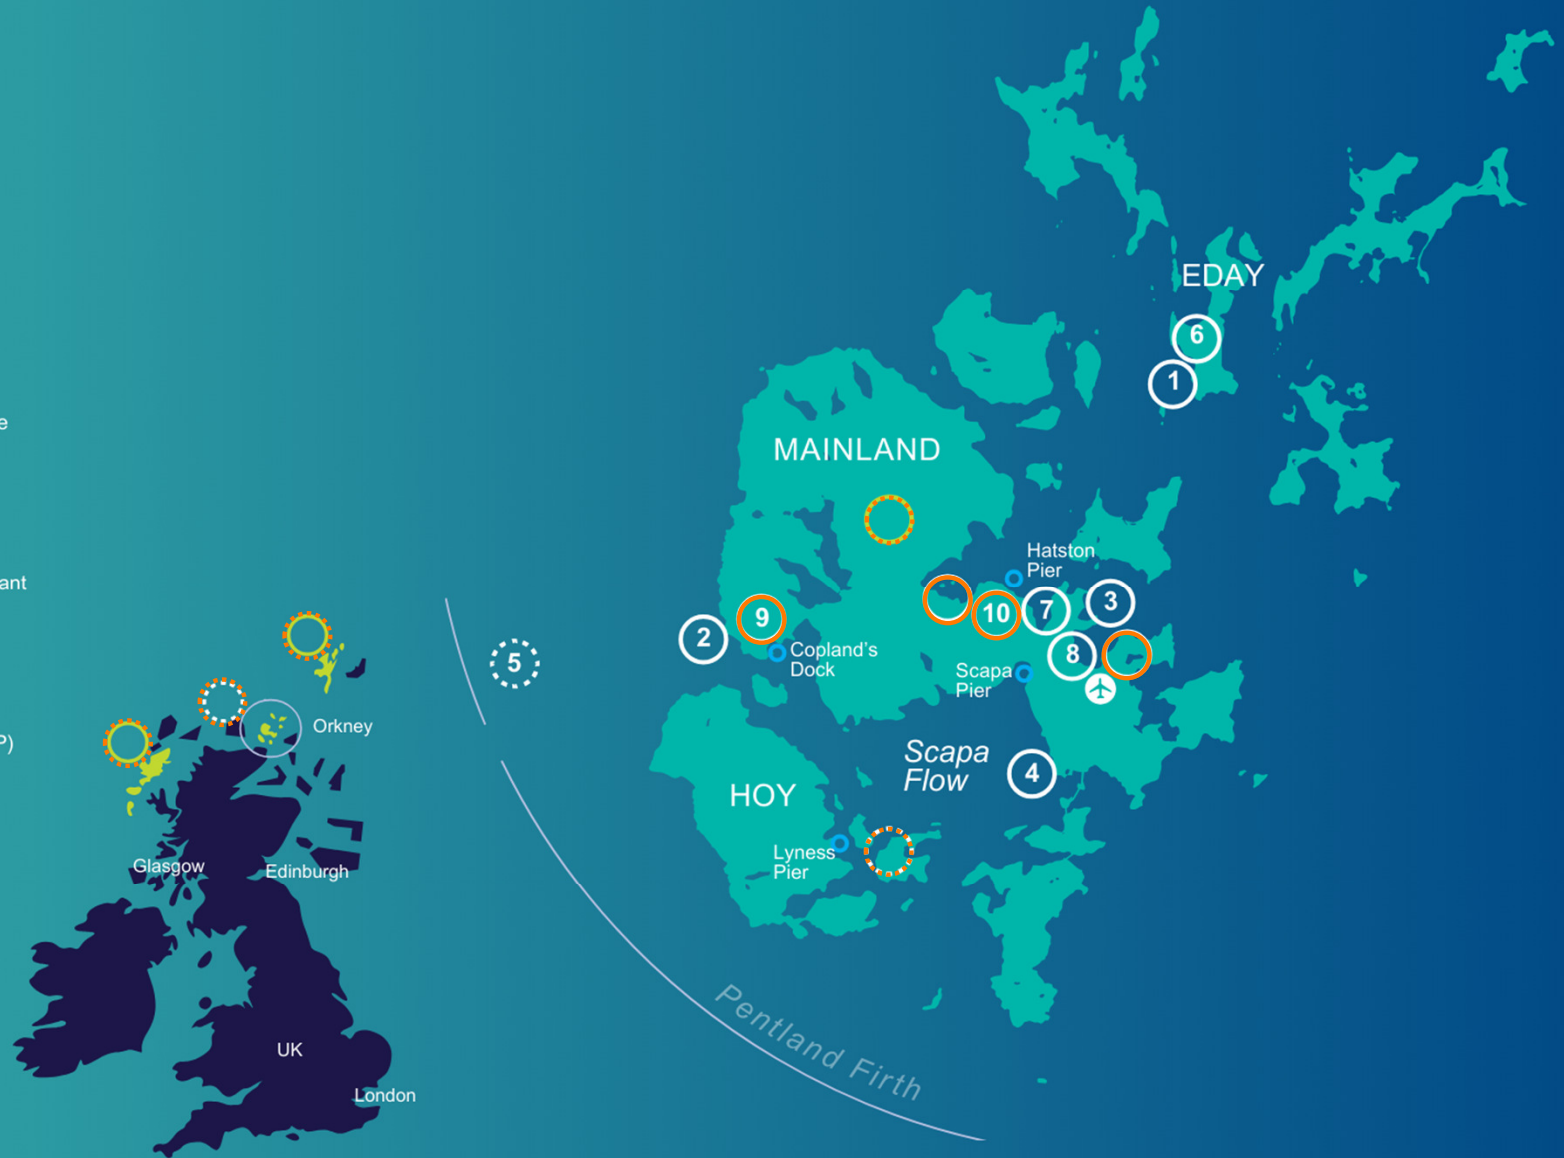 e
ant
P)
EDAY
6
1
MAINLAND
Hatston
Pier
3
7
10
9
2
8
5
Copland's
Dock
Scapa
Pier
Orkney
Scapa
Flow
4
HOY
Lyness
Pier
Glasgow
Edinburgh
Pentland Firth
UK
London